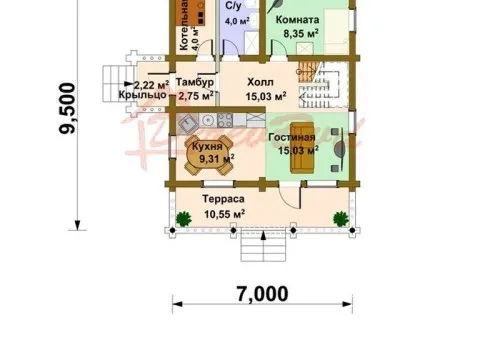 Котельная
4,0 м²
С/у
4,0 м²
Комната
8,35 м²
2,22 м²
Крыльцо
Тамбур
2,75 м²
Холл
15,03 м²
Кухня
9,31 м²
Гостиная
15,03 м²
Терраса
10,55 м²
9,500
7,000